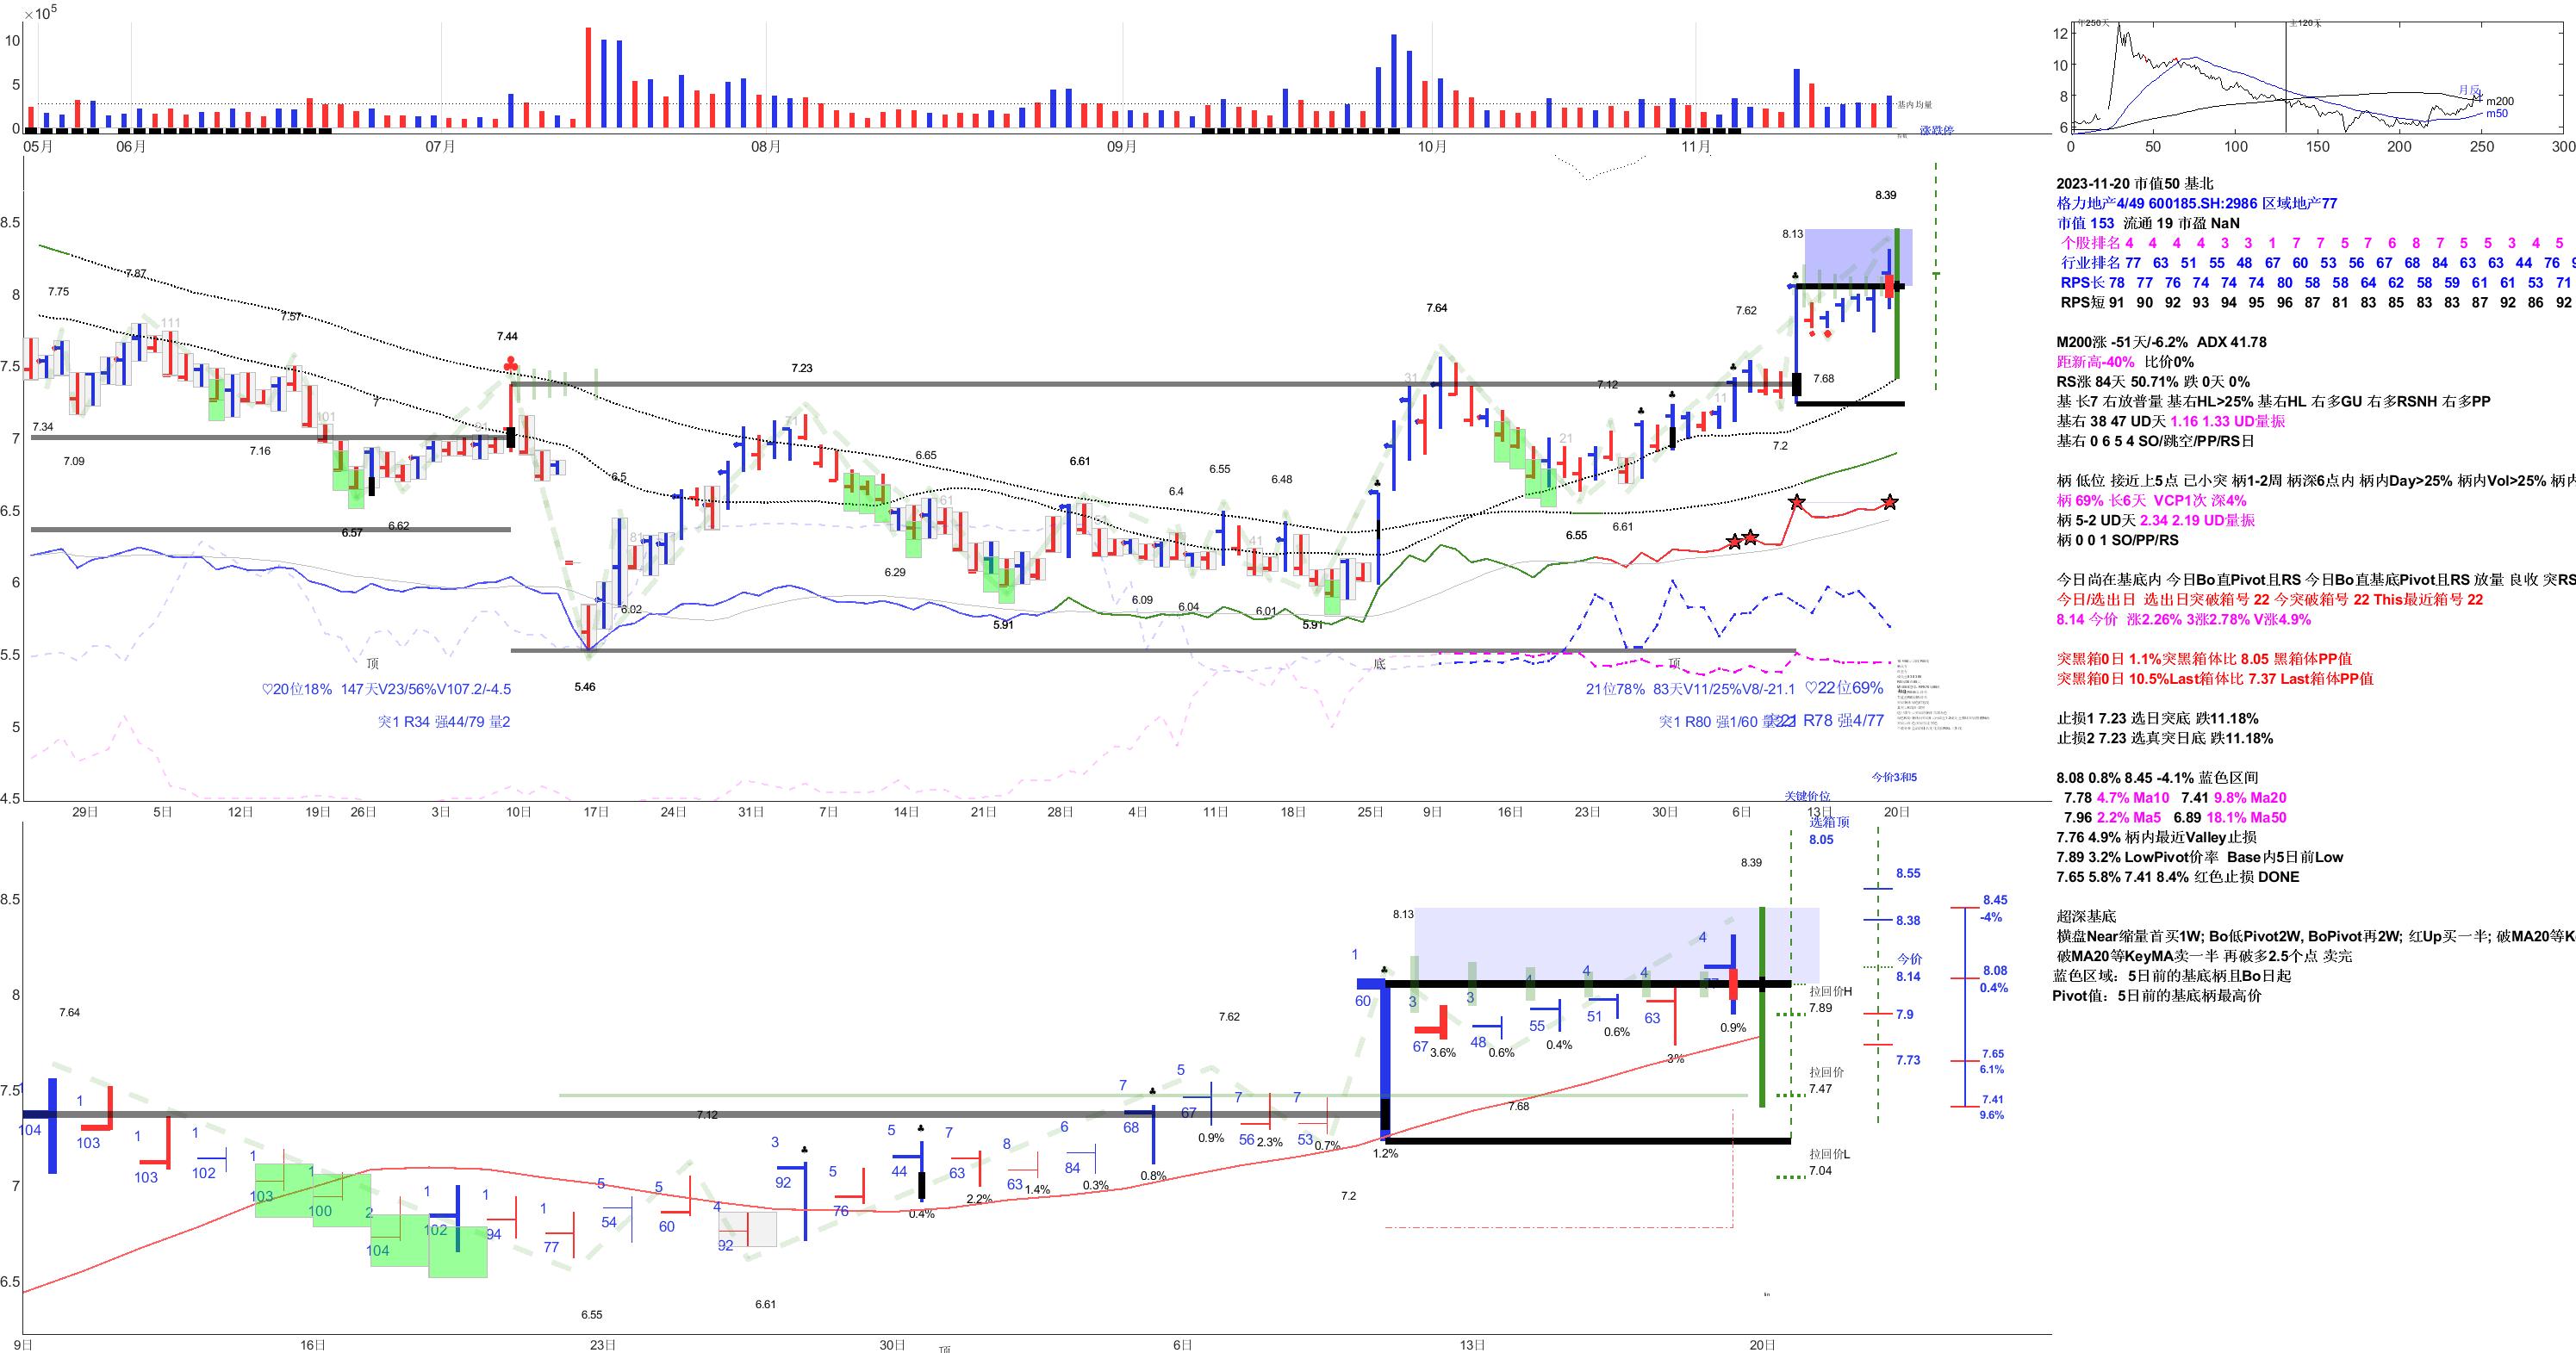 ×10⁵
10
5
0
基内均量
涨跌停
05月 06月 07月 08月 09月 10月 11月
年250天
主120天
12
10
8
6
月反
m200
m50
0 50 100 150 200 250 300
2023-11-20 市值50 基北
格力地产4/49 600185.SH:2986 区域地产77
市值 153 流通 19 市盈 NaN
个股排名 4 4 4 4 3 3 1 7 7 5 7 6 8 7 5 5 3 4 5
行业排名 77 63 51 55 48 67 60 53 56 67 68 84 63 63 44 76 9
RPS长 78 77 76 74 74 74 80 58 58 64 62 58 59 61 61 53 71
RPS短 91 90 92 93 94 95 96 87 81 83 85 83 83 87 92 86 92
M200涨 -51天/-6.2% ADX 41.78
距新高-40% 比价0%
RS涨 84天 50.71% 跌 0天 0%
基 长7 右放普量 基右HL>25% 基右HL 右多GU 右多RSNH 右多PP
基右 38 47 UD天 1.16 1.33 UD量振
基右 0 6 5 4 SO/跳空/PP/RS日
柄 低位 接近上5点 已小突 柄1-2周 柄深6点内 柄内Day>25% 柄内Vol>25% 柄内
柄 69% 长6天 VCP1次 深4%
柄 5-2 UD天 2.34 2.19 UD量振
柄 0 0 1 SO/PP/RS
今日尚在基底内 今日Bo直Pivot且RS 今日Bo直基底Pivot且RS 放量 良收 突RS
今日/选出日 选出日突破箱号 22 今突破箱号 22 This最近箱号 22
8.14 今价 涨2.26% 3涨2.78% V涨4.9%
突黑箱0日 1.1%突黑箱体比 8.05 黑箱体PP值
突黑箱0日 10.5%Last箱体比 7.37 Last箱体PP值
止损1 7.23 选日突底 跌11.18%
止损2 7.23 选真突日底 跌11.18%
8.08 0.8% 8.45 -4.1% 蓝色区间
7.78 4.7% Ma10 7.41 9.8% Ma20
7.96 2.2% Ma5 6.89 18.1% Ma50
7.76 4.9% 柄内最近Valley止损
7.89 3.2% LowPivot价率 Base内5日前Low
7.65 5.8% 7.41 8.4% 红色止损 DONE
超深基底
横盘Near缩量首买1W; Bo低Pivot2W, BoPivot再2W; 红Up买一半; 破MA20等K
破MA20等KeyMA卖一半 再破多2.5个点 卖完
蓝色区域：5日前的基底柄且Bo日起
Pivot值：5日前的基底柄最高价
8.5
8
7.5
7
6.5
6
5.5
5
4.5
7.75 7.87 7.57 7.44 7.23 7.64 7.62 8.13 8.39
7.34 7.09 7.16 7 6.57 6.62 6.5 6.02 5.46
6.65 6.29 5.91 6.61 6.09 6.4 6.04 6.55 6.48 6.01 5.91
7.12 6.55 6.61 7.2 7.68
111 101 31 21 11
顶 底 顶
♡20位18% 147天V23/56%V107.2/-4.5
突1 R34 强44/79 量2
21位78% 83天V11/25%V8/-21.1 ♡22位69%
突1 R80 强1/60 R78 强4/77
今价3和5
关键价位
29日 5日 12日 19日 26日 3日 10日 17日 24日 31日 7日 14日 21日 28日 4日 11日 18日 25日 9日 16日 23日 30日 6日 13日 20日
选箱顶
8.05
8.5
8
7.5
7
6.5
7.64 7.12 7.62 8.13 8.39 7.68 7.2 6.55 6.61
1 1 1 1 1 1 2 1 1 1 5 5 4 3 5 5 7 8 6 7 5 7 7 1 3 3 4 4 4 4
104 103 103 102 103 100 104 102 94 77 54 60 92 92 76 44 63 63 84 68 67 56 53 60 67 48 55 51 63
0.4% 2.2% 1.4% 0.3% 0.8% 0.9% 2.3% 0.7% 1.2% 3.6% 0.6% 0.4% 0.6% 3% 0.9%
拉回价H
7.89
拉回价
7.47
拉回价L
7.04
8.55
8.38
今价
8.14
7.9
7.73
8.45
-4%
8.08
0.4%
7.65
6.1%
7.41
9.6%
9日 16日 23日 30日 6日 13日 20日
顶